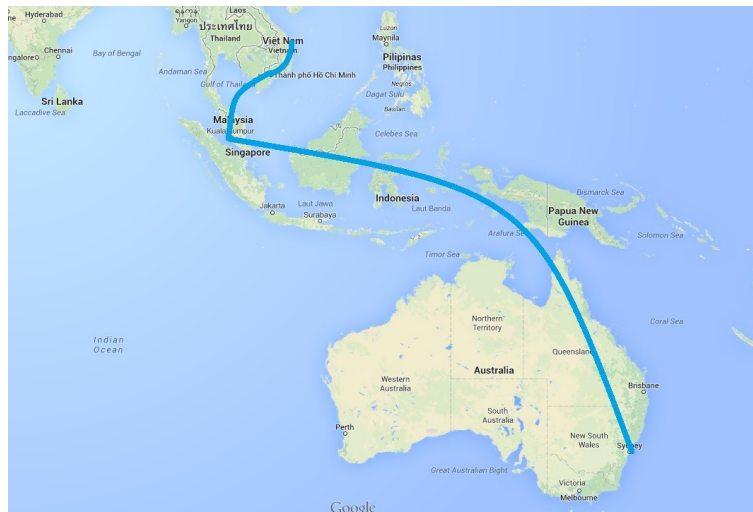 Hyderabad
Chennai
Bay of Bengal
Sri Lanka
Laccadive Sea
Andaman Sea
Yangon
Laos
ประเทศไทย
Thailand
Gulf of
Việt Nam
Vietnam
Thành phố Hồ Chí Minh
Luzon
Maynila
Pilipinas
Philippines
Negros
Dagat Sulu
Basilan
Malaysia
Kuala Lumpur
Singapore
Celebes Sea
Indonesia
Jakarta
Laut Jawa
Surabaya
Laut Banda
Papua New
Guinea
Bismarck Sea
Solomon Sea
Arafura
Timor Sea
Indian
Ocean
Coral Sea
Northern
Territory
Queensland
Western
Australia
Australia
South
Australia
Brisbane
New South
Wales
Sydney
Perth
Great Australian Bight
Victoria
Melbourne
Google